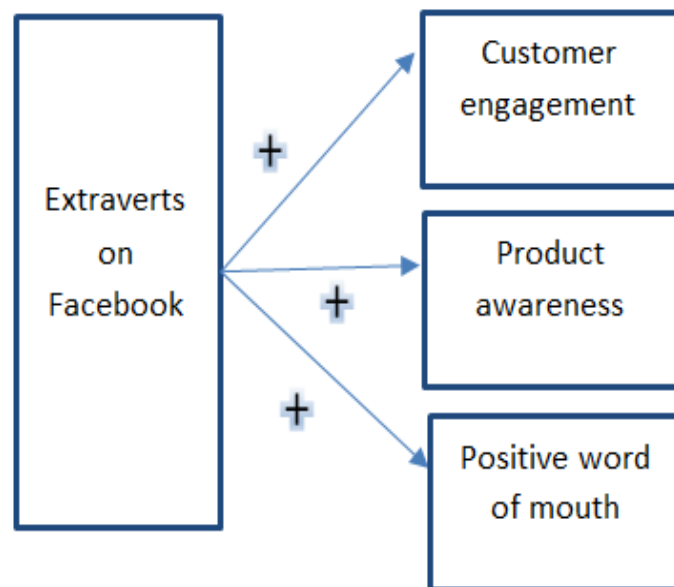 Extraverts
on
Facebook
+
Customer
engagement
+
Product
awareness
+
Positive word
of mouth